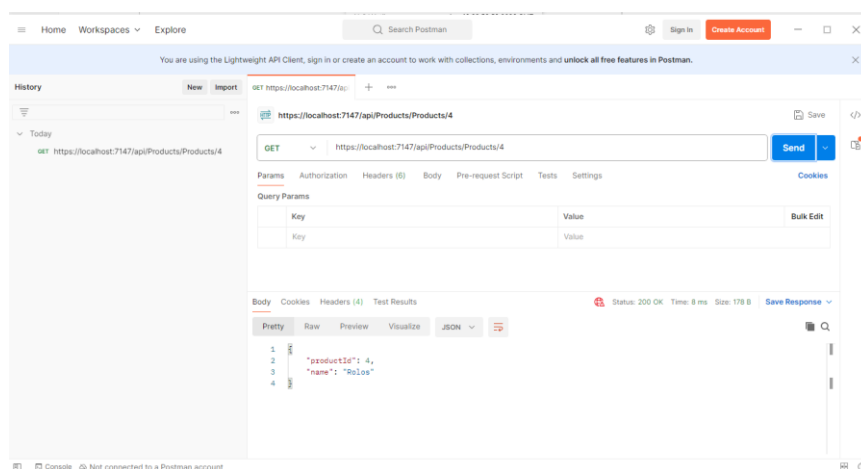 Home Workspaces Explore Search Postman Sign In Create Account
You are using the Lightweight API Client, sign in or create an account to work with collections, environments and unlock all free features in Postman.
History New Import GET https://localhost:7147/ap
https://localhost:7147/api/Products/Products/4 Save
Today
GET https://localhost:7147/api/Products/Products/4
GET https://localhost:7147/api/Products/Products/4 Send
Params Authorization Headers (6) Body Pre-request Script Tests Settings Cookies
Query Params
Key Value Bulk Edit
Key Value
Body Cookies Headers (4) Test Results Status: 200 OK Time: 8 ms Size: 178 B Save Response
Pretty Raw Preview Visualize JSON
1 {
2 "productId": 4,
3 "name": "Rolos"
4 }
Console Not connected to a Postman account